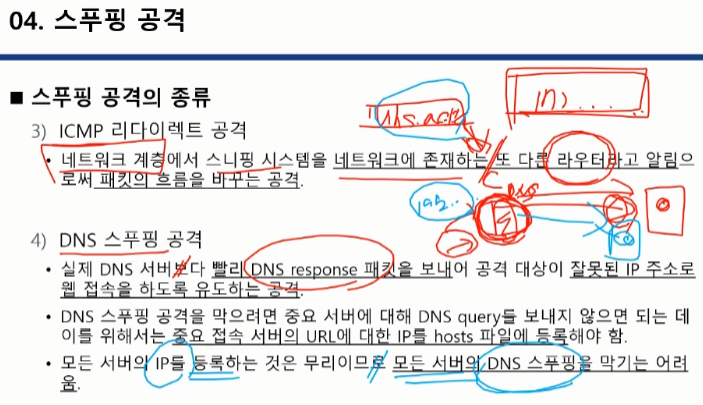 04. 스푸핑 공격
■ 스푸핑 공격의 종류
3) ICMP 리다이렉트 공격
• 네트워크 계층에서 스니핑 시스템을 네트워크에 존재하는 또 다른 라우터라고 알림으
로써 패킷의 흐름을 바꾸는 공격.
DNS
4) DNS 스푸핑 공격
• 실제 DNS 서버보다 빨리 DNS response 패킷을 보내어 공격 대상이 잘못된 IP 주소로
웹 접속을 하도록 유도하는 공격.
• DNS 스푸핑 공격을 막으려면 중요 서버에 대해 DNS query를 보내지 않으면 되는 데
이를 위해서는 중요 접속 서버의 URL에 대한 IP를 hosts 파일에 등록해야 함.
• 모든 서버의 IP를 등록하는 것은 무리이므로 모든 서버의 DNS 스푸핑을 막기는 어려
움.